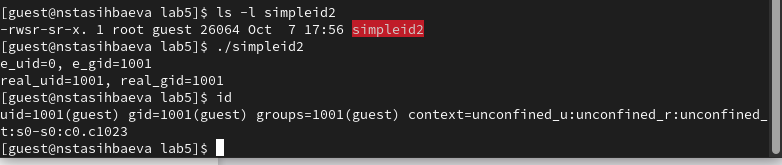 [guest@nstasihbaeva lab5]$ ls -l simpleid2
-rwsr-sr-x. 1 root guest 26064 Oct  7 17:56 simpleid2
[guest@nstasihbaeva lab5]$ ./simpleid2
e_uid=0, e_gid=1001
real_uid=1001, real_gid=1001
[guest@nstasihbaeva lab5]$ id
uid=1001(guest) gid=1001(guest) groups=1001(guest) context=unconfined_u:unconfined_r:unconfined_
t:s0-s0:c0.c1023
[guest@nstasihbaeva lab5]$